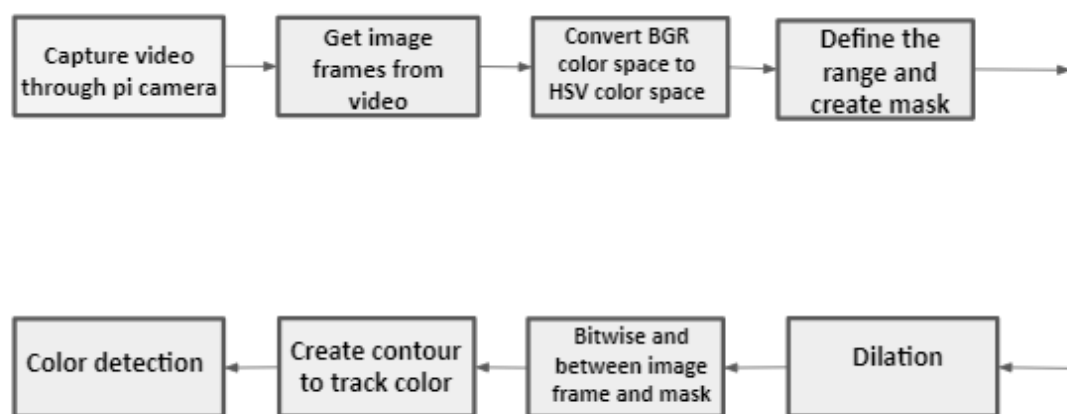 Capture video
through pi camera
Get image
frames from
video
Convert BGR
color space to
HSV color space
Define the
range and
create mask
Color detection
Create contour
to track color
Bitwise and
between image
frame and mask
Dilation